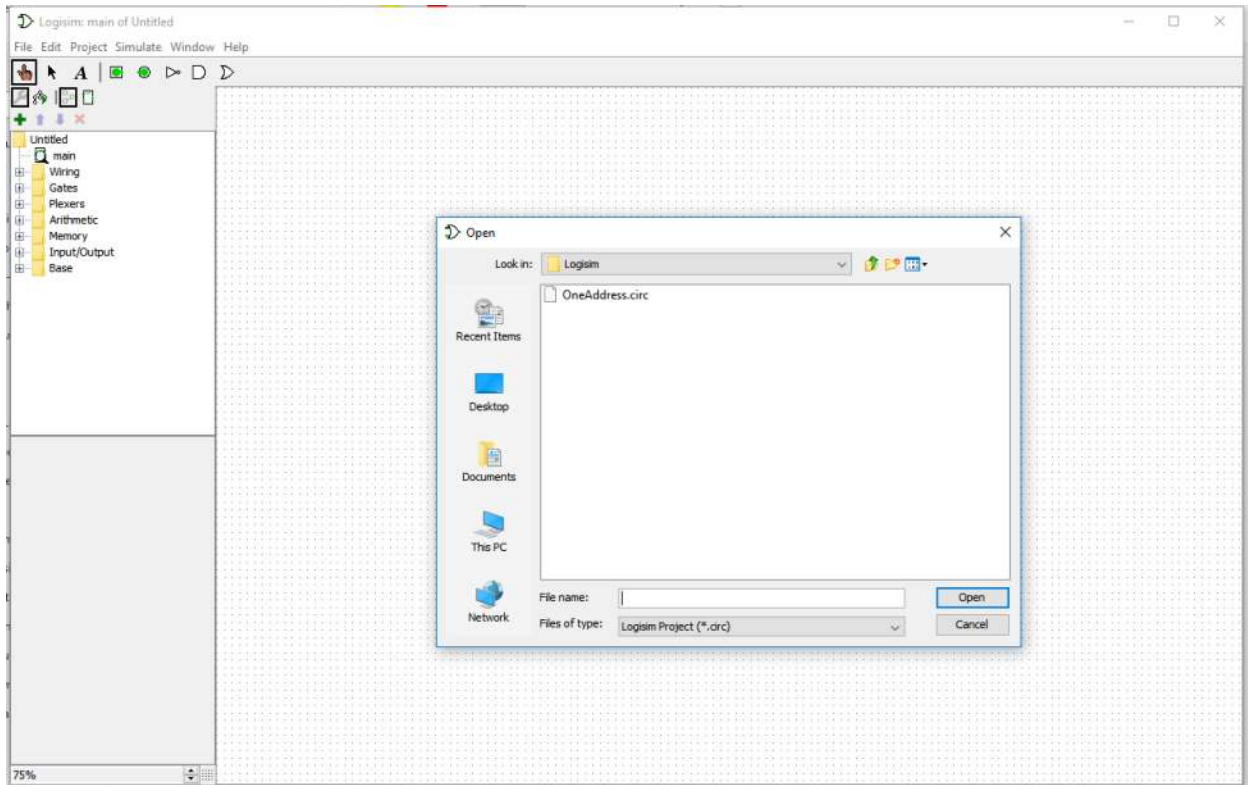 Logisim: main of Untitled
File Edit Project Simulate Window Help
A
Untitled
main
Wiring
Gates
Plexers
Arithmetic
Memory
Input/Output
Base
75%
Open
Look in: Logisim
OneAddress.circ
Recent Items
Desktop
Documents
This PC
Network
File name:
Open
Files of type: Logisim Project (*.circ)
Cancel